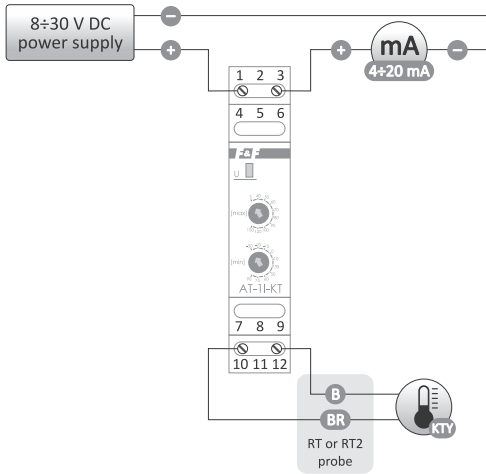 8÷30 V DC
power supply
−
+
+
mA
−
4÷20 mA
1 2 3
4 5 6
F&F
U
(max)
(min)
AT-1I-KT
7 8 9
10 11 12
B
BR
KTY
RT or RT2
probe